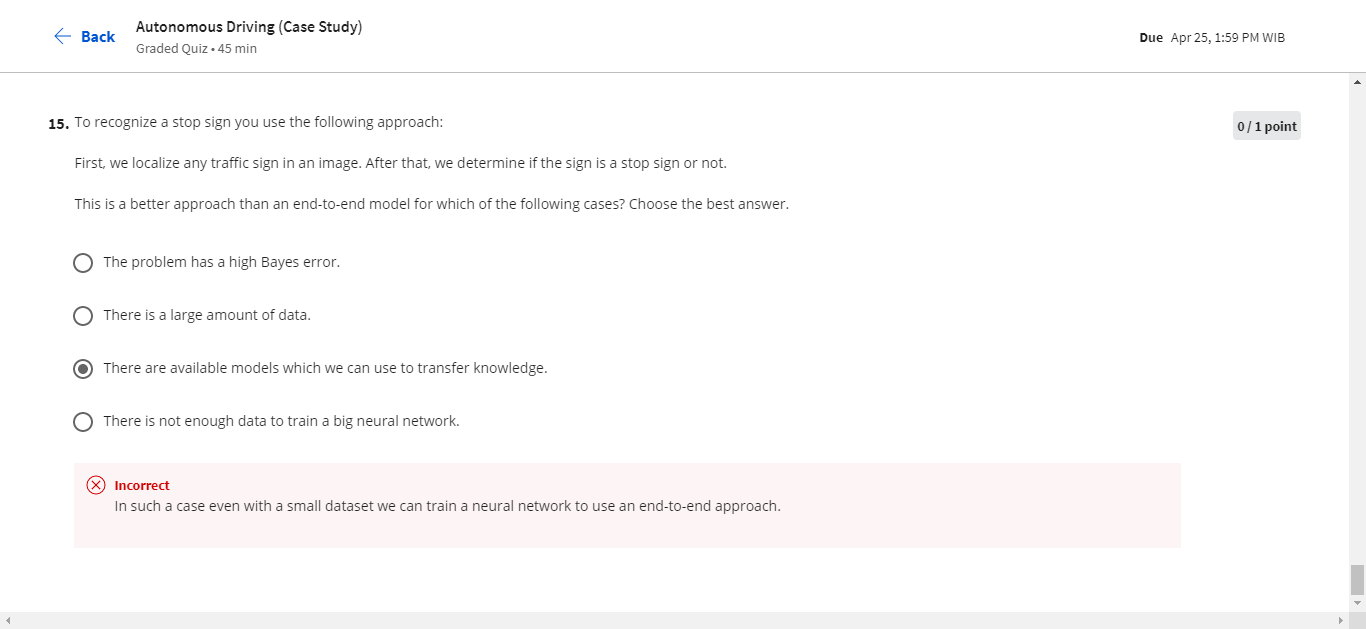 Back
Autonomous Driving (Case Study)
Graded Quiz • 45 min
Due Apr 25, 1:59 PM WIB
15. To recognize a stop sign you use the following approach:
0 / 1 point
First, we localize any traffic sign in an image. After that, we determine if the sign is a stop sign or not.
This is a better approach than an end-to-end model for which of the following cases? Choose the best answer.
The problem has a high Bayes error.
There is a large amount of data.
There are available models which we can use to transfer knowledge.
There is not enough data to train a big neural network.
Incorrect
In such a case even with a small dataset we can train a neural network to use an end-to-end approach.